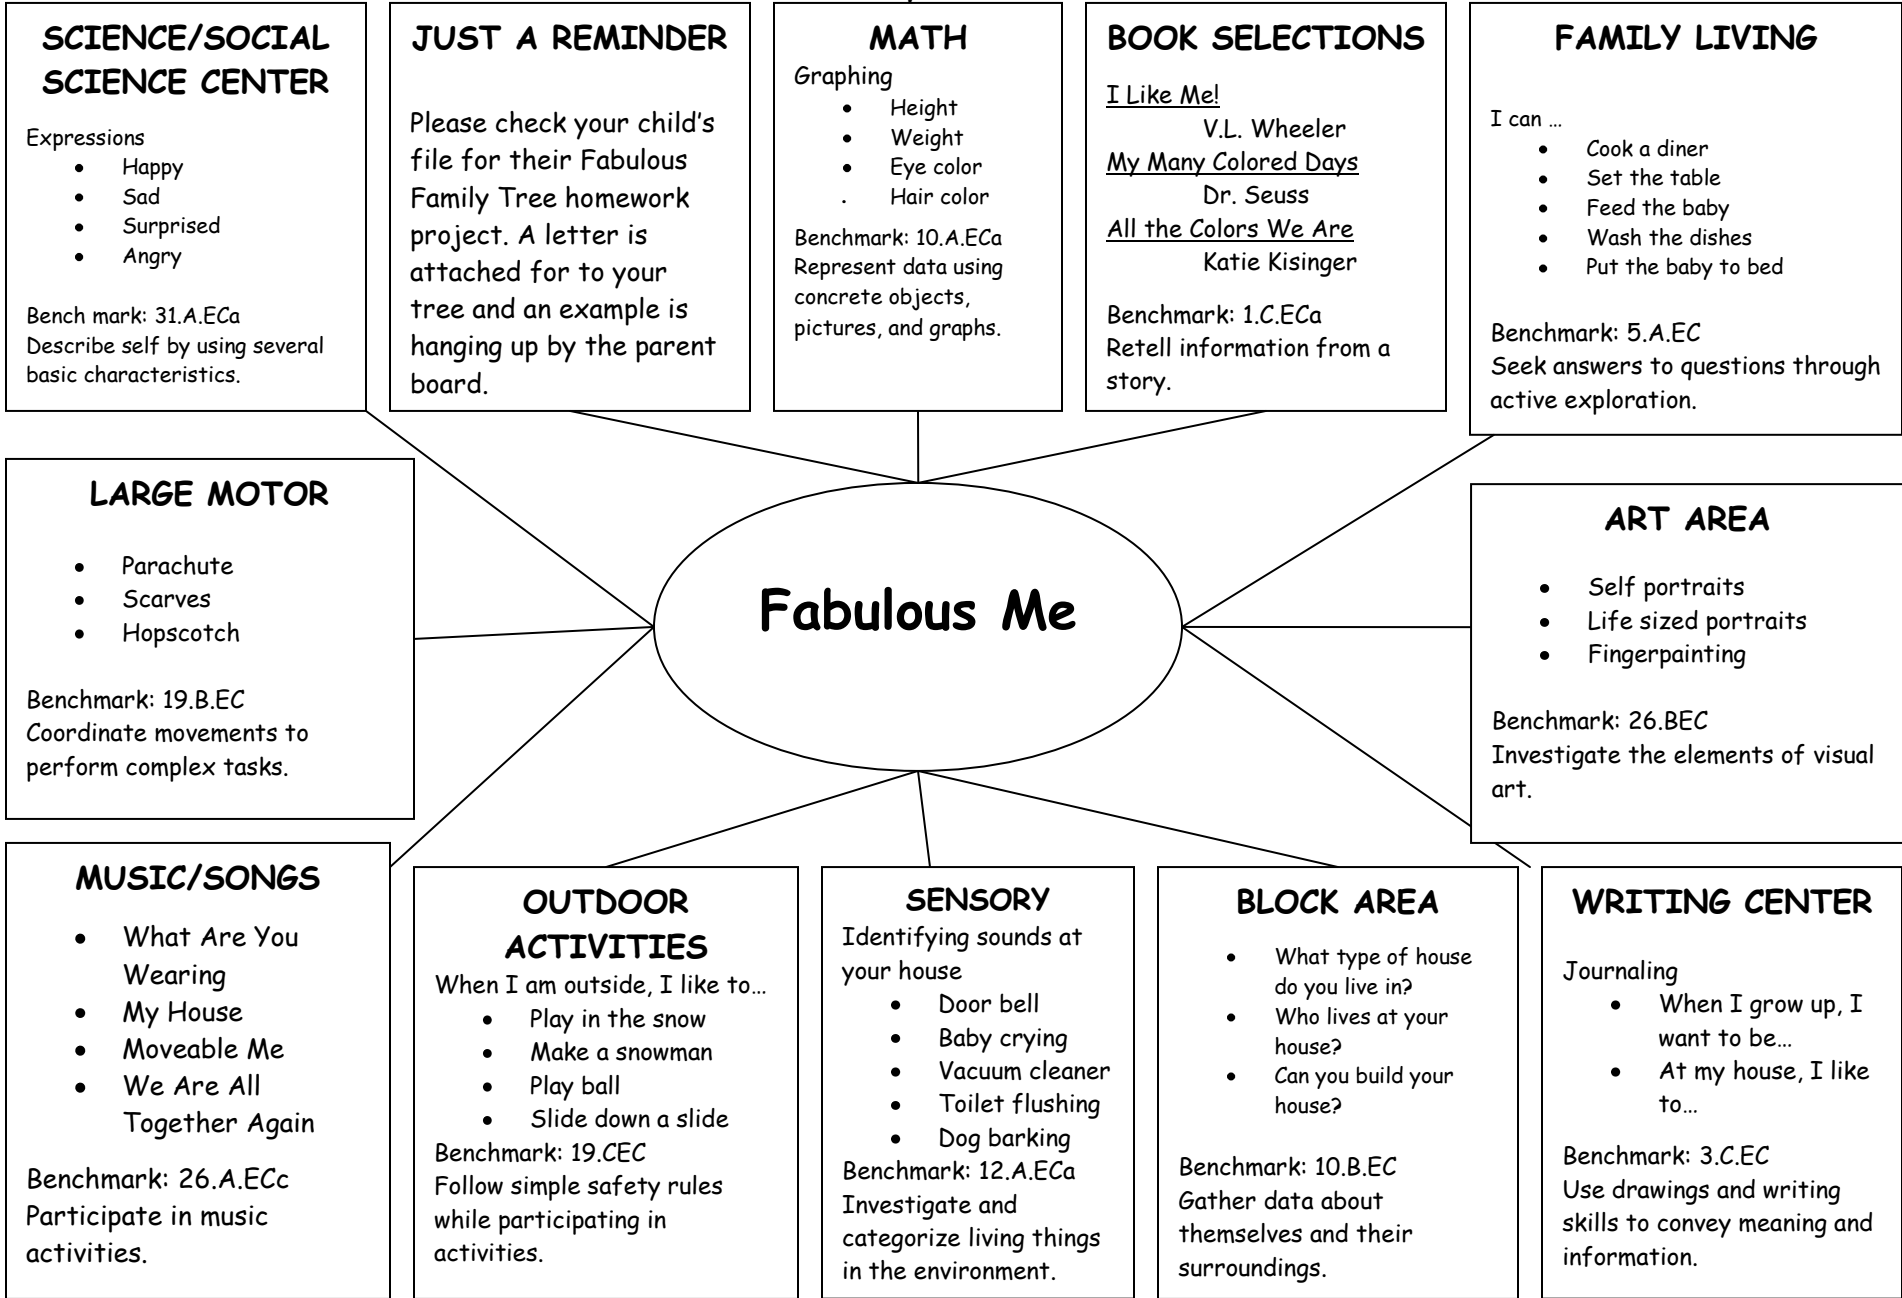 SCIENCE/SOCIAL
SCIENCE CENTER
Expressions
• Happy
• Sad
• Surprised
• Angry
Bench mark: 31.A.ECa
Describe self by using several
basic characteristics.
JUST A REMINDER
Please check your child's
file for their Fabulous
Family Tree homework
project. A letter is
attached for to your
tree and an example is
hanging up by the parent
board.
MATH
Graphing
• Height
• Weight
• Eye color
. Hair color
Benchmark: 10.A.ECa
Represent data using
concrete objects,
pictures, and graphs.
BOOK SELECTIONS
I Like Me!
V.L. Wheeler
My Many Colored Days
Dr. Seuss
All the Colors We Are
Katie Kisinger
Benchmark: 1.C.ECa
Retell information from a
story.
FAMILY LIVING
I can …
• Cook a diner
• Set the table
• Feed the baby
• Wash the dishes
• Put the baby to bed
Benchmark: 5.A.EC
Seek answers to questions through
active exploration.
LARGE MOTOR
• Parachute
• Scarves
• Hopscotch
Benchmark: 19.B.EC
Coordinate movements to
perform complex tasks.
Fabulous Me
ART AREA
• Self portraits
• Life sized portraits
• Fingerpainting
Benchmark: 26.BEC
Investigate the elements of visual
art.
MUSIC/SONGS
• What Are You
Wearing
• My House
• Moveable Me
• We Are All
Together Again
Benchmark: 26.A.ECc
Participate in music
activities.
OUTDOOR
ACTIVITIES
When I am outside, I like to…
• Play in the snow
• Make a snowman
• Play ball
• Slide down a slide
Benchmark: 19.CEC
Follow simple safety rules
while participating in
activities.
SENSORY
Identifying sounds at
your house
• Door bell
• Baby crying
• Vacuum cleaner
• Toilet flushing
• Dog barking
Benchmark: 12.A.ECa
Investigate and
categorize living things
in the environment.
BLOCK AREA
• What type of house
do you live in?
• Who lives at your
house?
• Can you build your
house?
Benchmark: 10.B.EC
Gather data about
themselves and their
surroundings.
WRITING CENTER
Journaling
• When I grow up, I
want to be…
• At my house, I like
to…
Benchmark: 3.C.EC
Use drawings and writing
skills to convey meaning and
information.